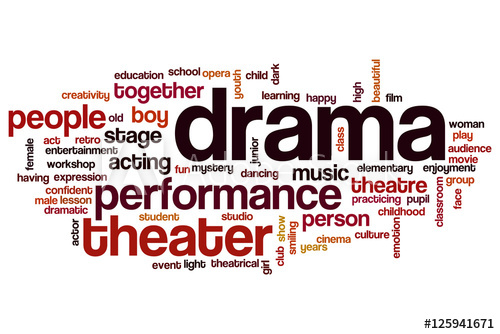 education
school
opera
youth
child
dark
high
beautiful
creativity
together
learning
happy
film
people
old
boy
drama
woman
female
act
retro
stage
class
play
entertainment
audience
workshop
acting
junior
movie
fun
mystery
elementary
enjoyment
having
expression
dancing
music
theatre
group
confident
performance
practicing
pupil
classroom
face
male lesson
dramatic
student
studio
person
childhood
actor
theater
show
smiling
culture
emotion
club
cinema
years
event
light
theatrical
girl
#125941671